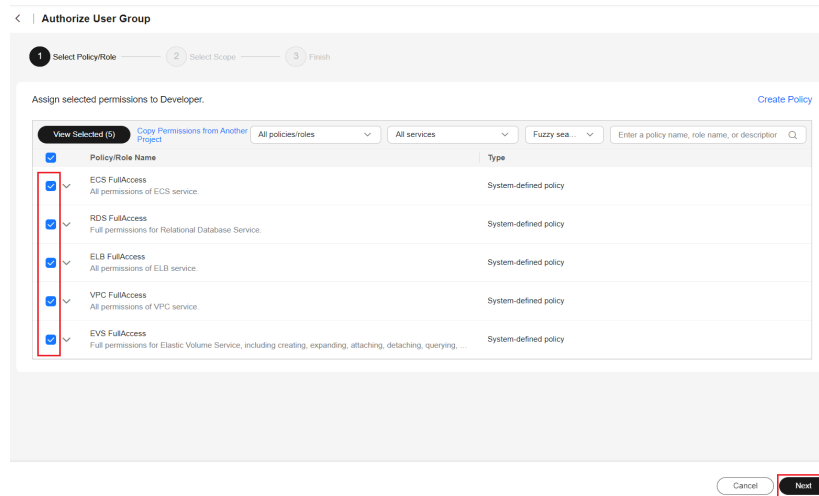 < | Authorize User Group
1 Select Policy/Role 2 Select Scope 3 Finish
Assign selected permissions to Developer. Create Policy
View Selected (5) Copy Permissions from Another Project All policies/roles All services Fuzzy sea... Enter a policy name, role name, or description
Policy/Role Name Type
ECS FullAccess
All permissions of ECS service. System-defined policy
RDS FullAccess
Full permissions for Relational Database Service. System-defined policy
ELB FullAccess
All permissions of ELB service. System-defined policy
VPC FullAccess
All permissions of VPC service. System-defined policy
EVS FullAccess
Full permissions for Elastic Volume Service, including creating, expanding, attaching, detaching, querying, ... System-defined policy
Cancel Next